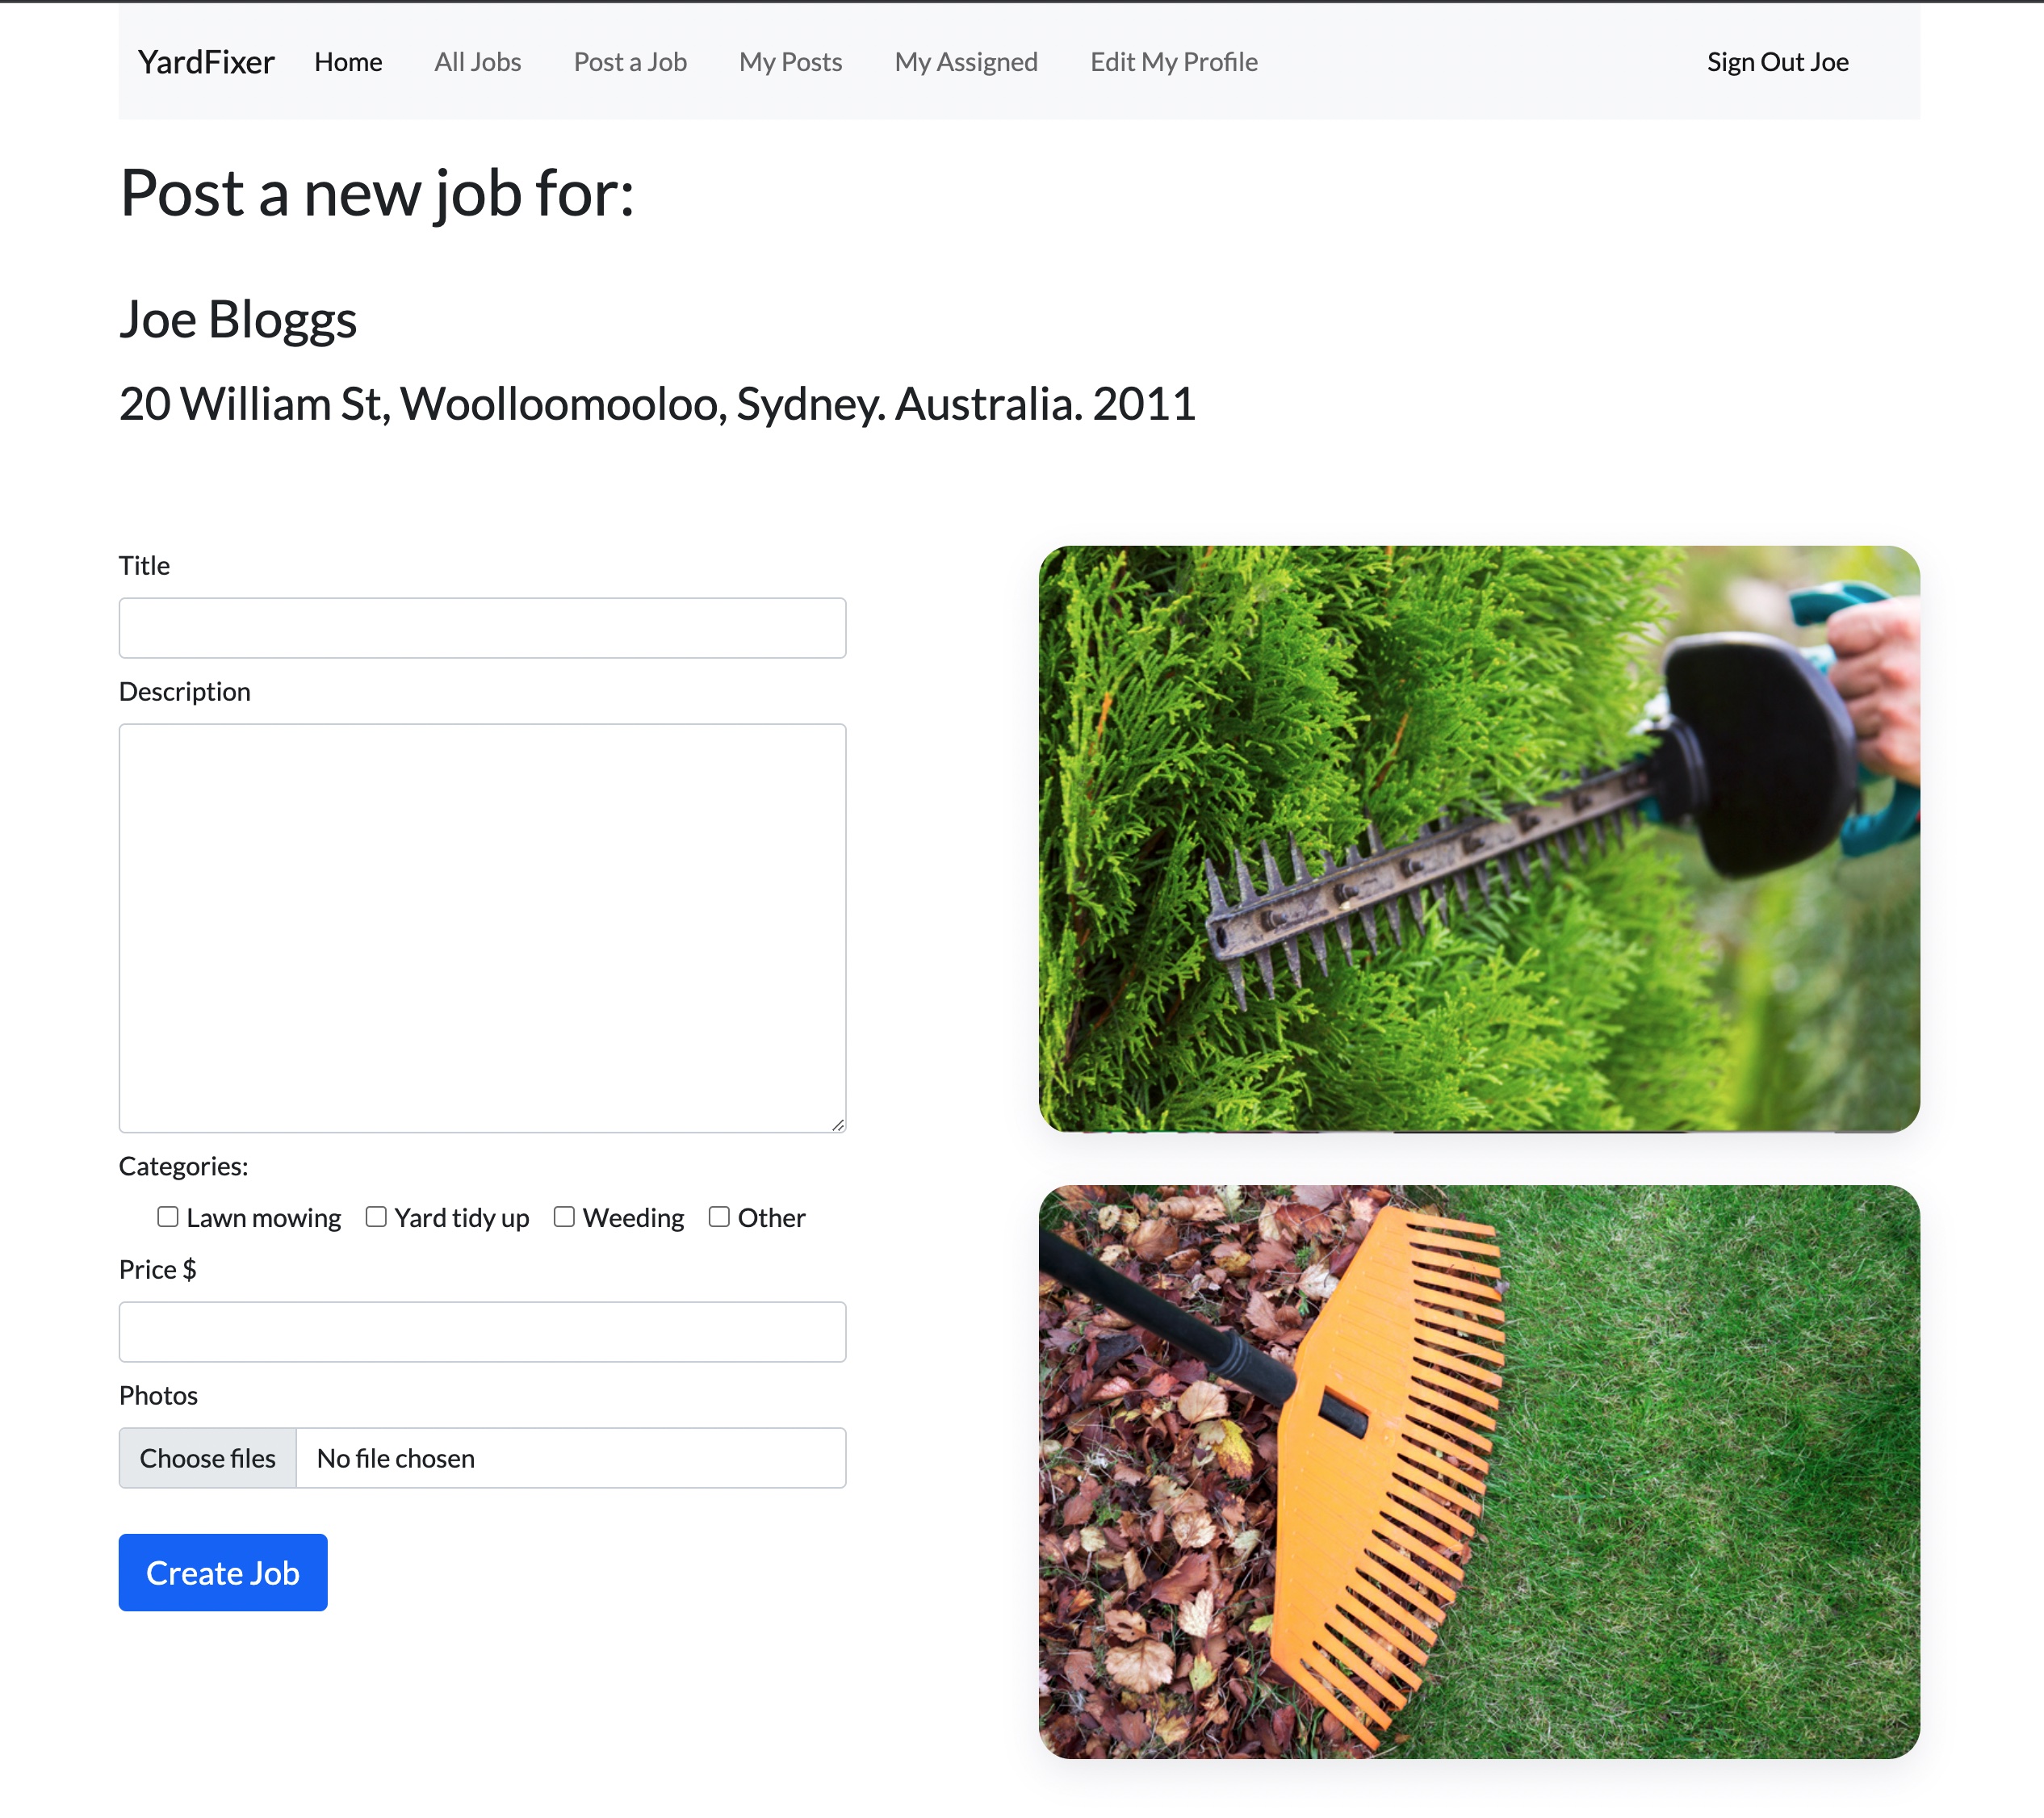 YardFixer Home All Jobs Post a Job My Posts My Assigned Edit My Profile Sign Out Joe
Post a new job for:
Joe Bloggs
20 William St, Woolloomooloo, Sydney. Australia. 2011
Title
Description
Categories:
Lawn mowing Yard tidy up Weeding Other
Price $
Photos
Choose files No file chosen
Create Job